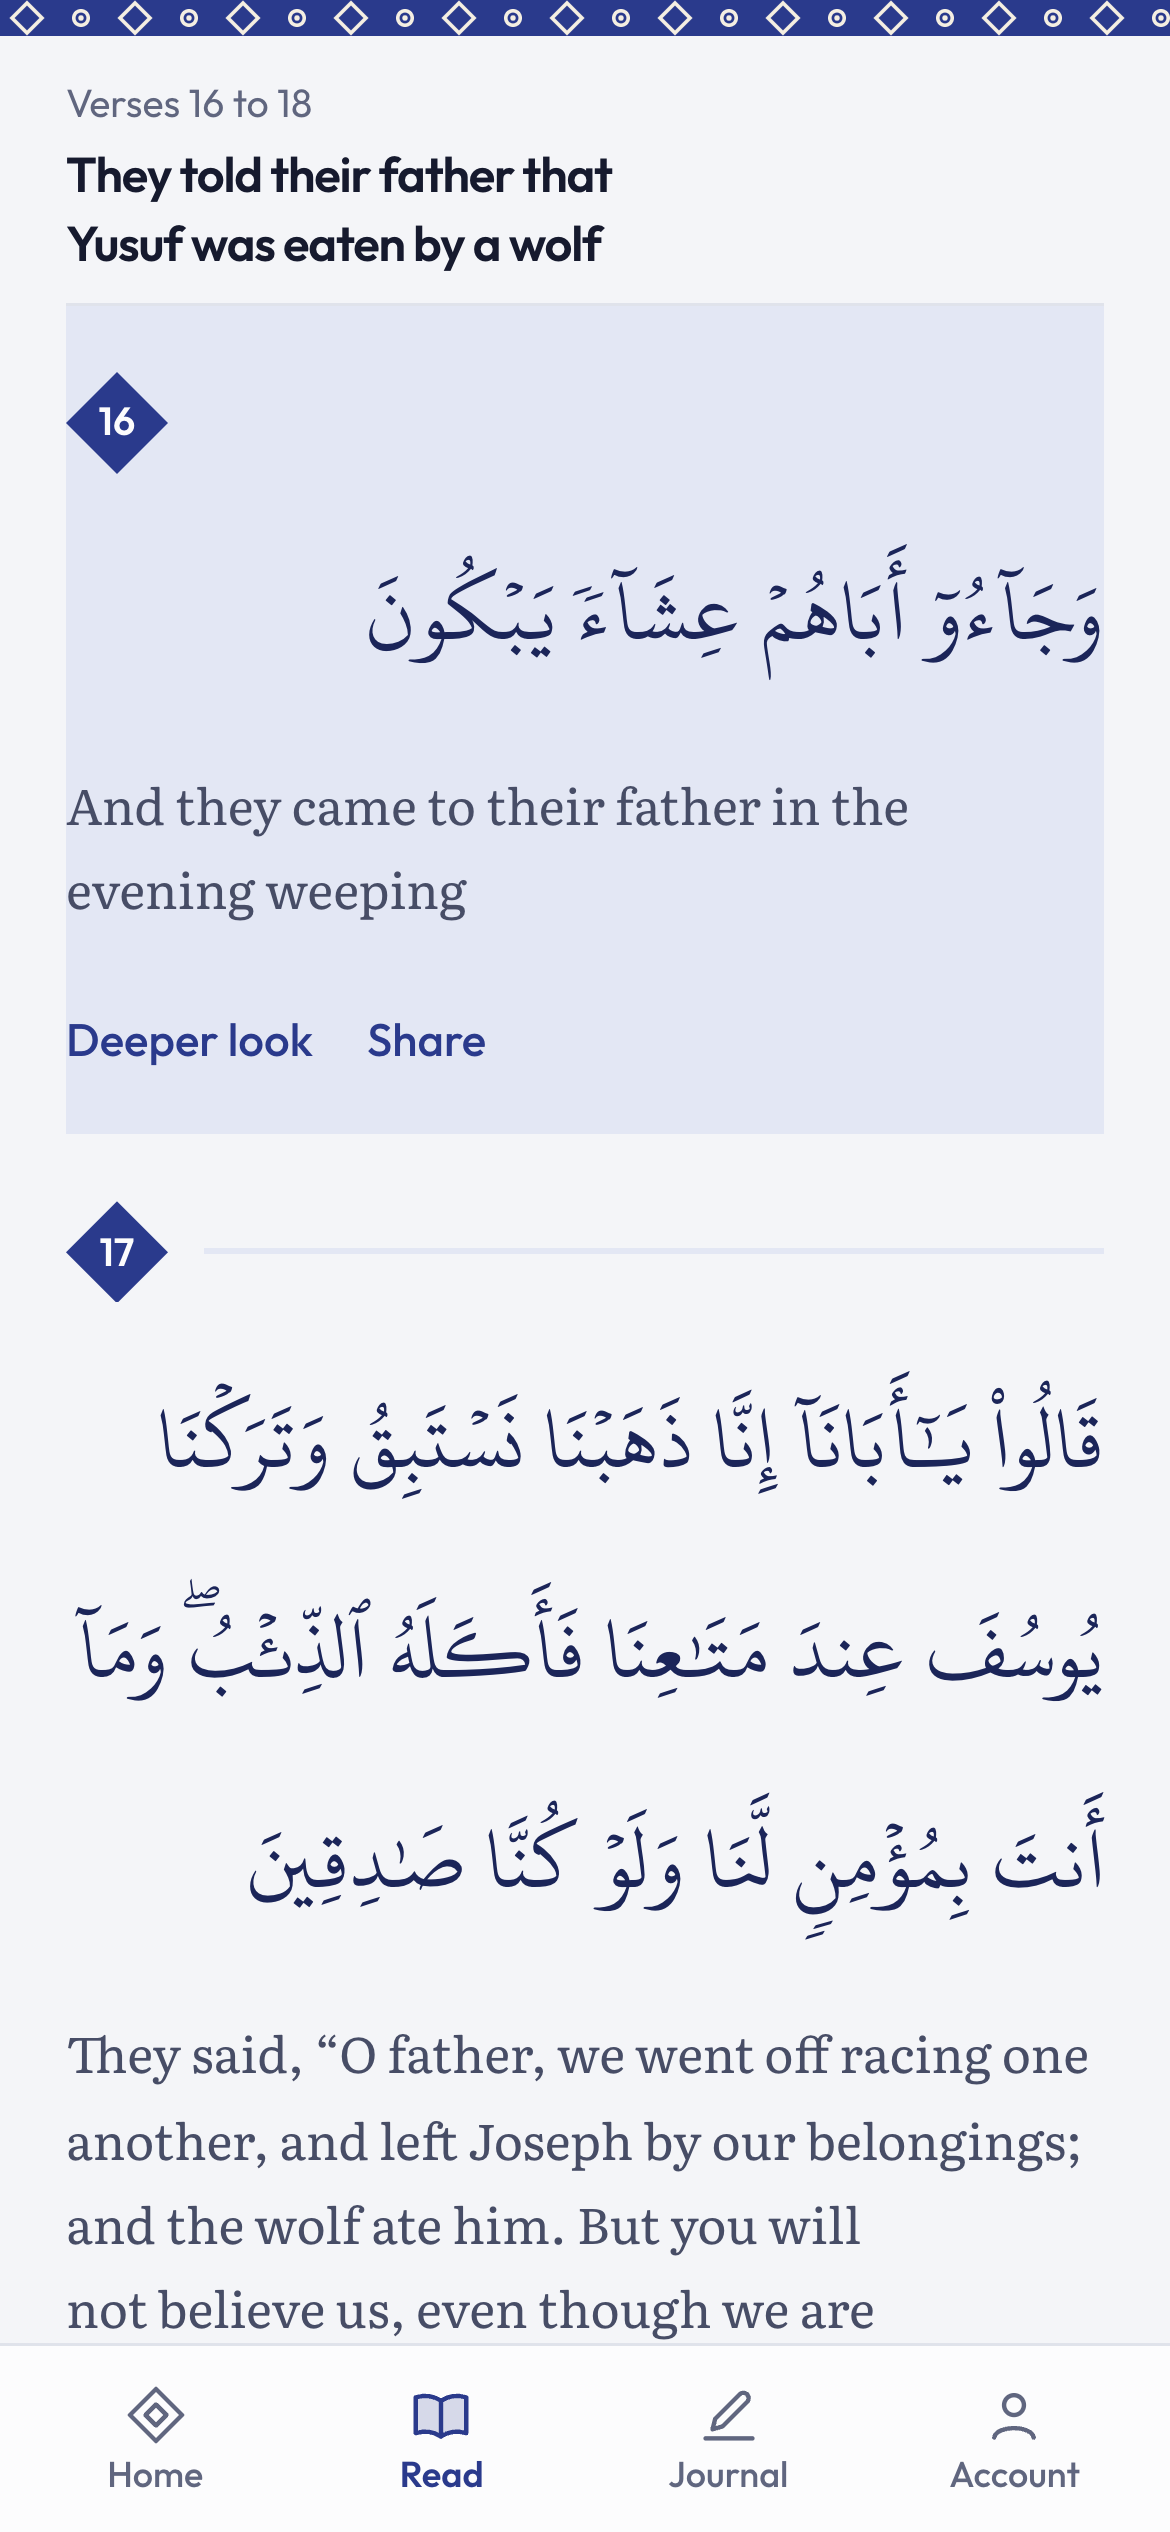 Verses 16 to 18
They told their father that
Yusuf was eaten by a wolf
16
وَجَآءُوٓ أَبَاهُمۡ عِشَآءَٗ يَبۡكُونَ
And they came to their father in the
evening weeping
Deeper look Share
17
قَالُواْ يَـٰٓأَبَانَآ إِنَّا ذَهَبۡنَا نَسۡتَبِقُ وَتَرَكۡنَا
يُوسُفَ عِندَ مَتَـٰعِنَا فَأَكَلَهُ ٱلذِّئۡبُۖ وَمَآ
أَنتَ بِمُؤۡمِنٖ لَّنَا وَلَوۡ كُنَّا صَـٰدِقِينَ
They said, “O father, we went off racing one
another, and left Joseph by our belongings;
and the wolf ate him. But you will
not believe us, even though we are
Home Read Journal Account